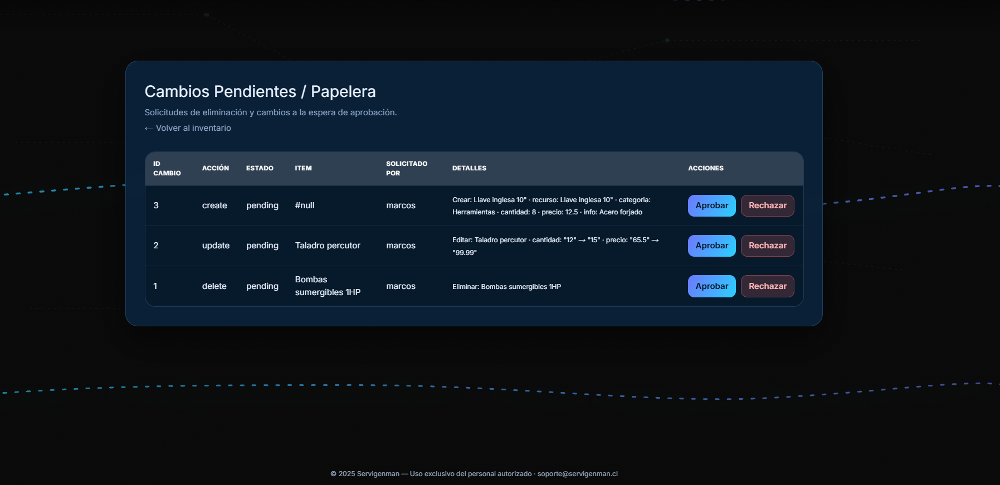 Cambios Pendientes / Papelera
Solicitudes de eliminación y cambios a la espera de aprobación.
← Volver al inventario
ID CAMBIO ACCIÓN ESTADO ITEM SOLICITADO POR DETALLES ACCIONES
3 create pending #null marcos Crear: Llave inglesa 10" · recurso: Llave inglesa 10" · categoria:
Herramientas · cantidad: 8 · precio: 12.5 · info: Acero forjado Aprobar Rechazar
2 update pending Taladro percutor marcos Editar: Taladro percutor · cantidad: "12" → "15" · precio: "65.5" →
"99.99" Aprobar Rechazar
1 delete pending Bombas
sumergibles 1HP marcos Eliminar: Bombas sumergibles 1HP Aprobar Rechazar
© 2025 Servigenman — Uso exclusivo del personal autorizado · soporte@servigenman.cl